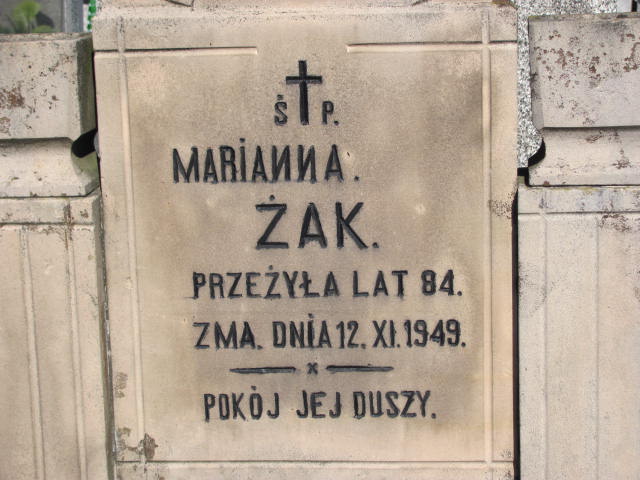 Ś P.
MARIANNA.
ŻAK.
PRZEŻYŁA LAT 84.
ZMA. DNIA 12. XI. 1949.
POKÓJ JEJ DUSZY.